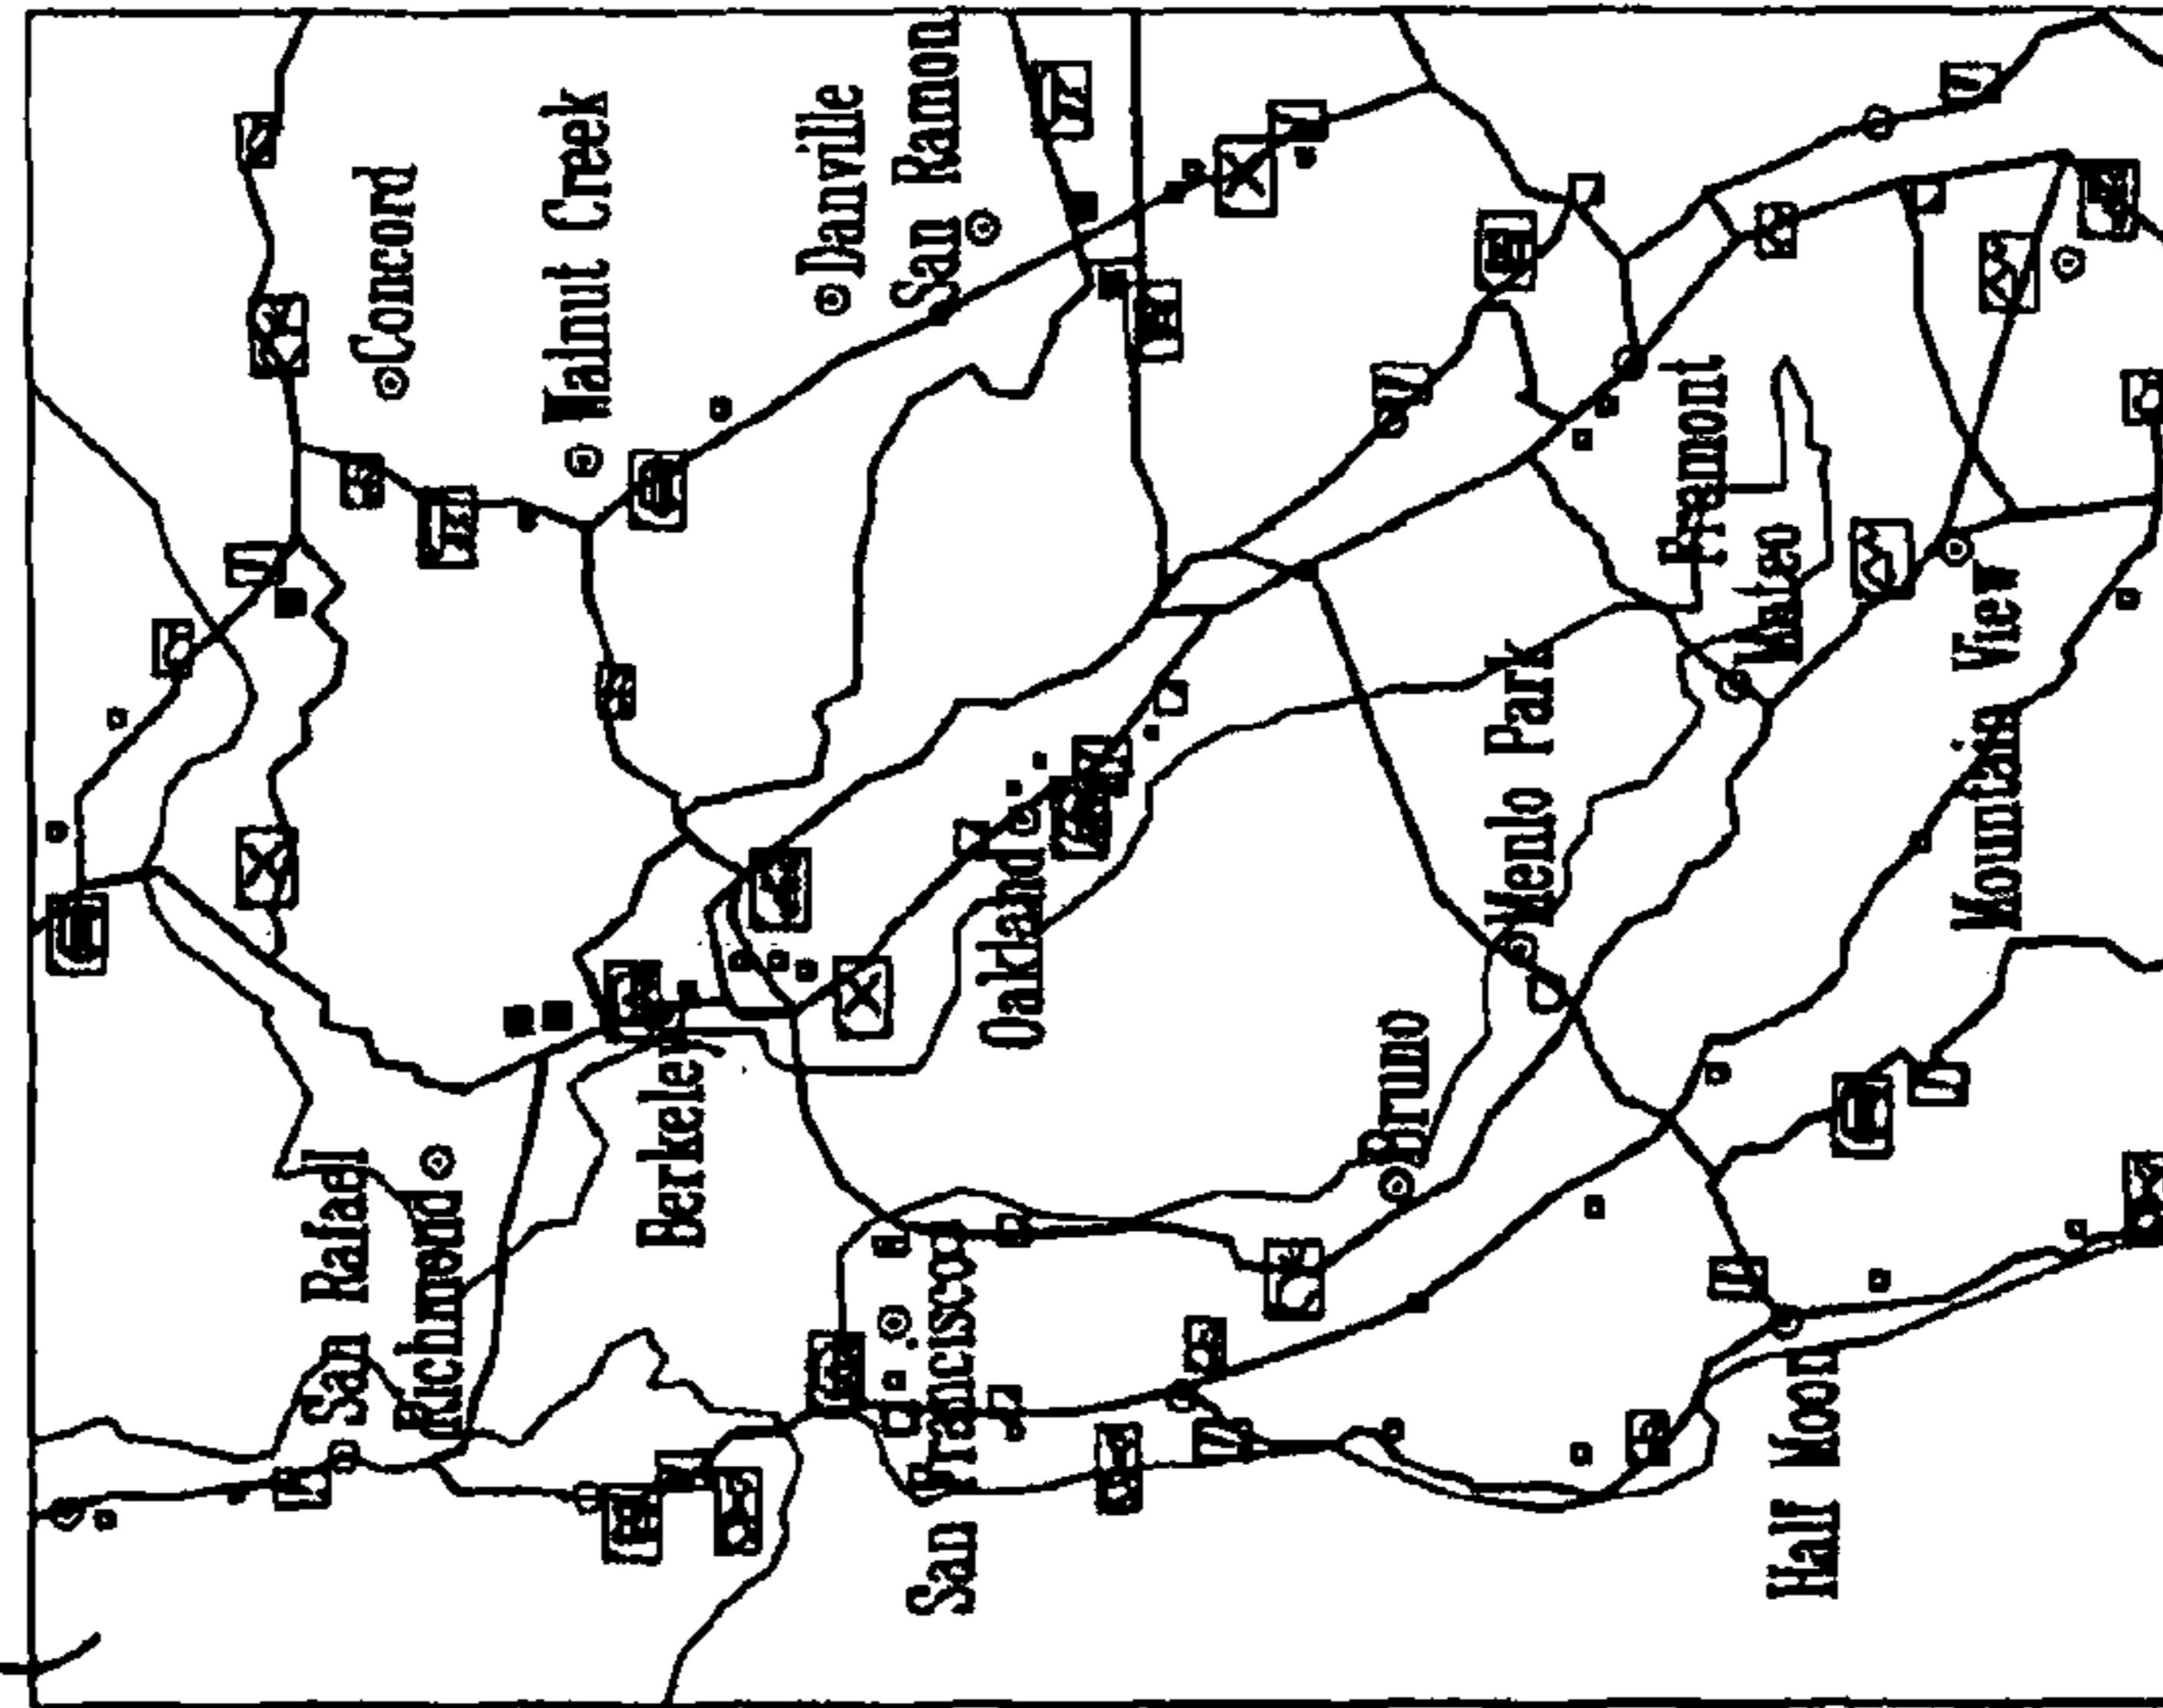 Concord
Walnut Creek
Danville
San Ramon
San Rafael
Richmond
Berkeley
Oakland
San Francisco
Bruno
Menlo Park
Fremont
Mateo
Mountain View
Half Moon